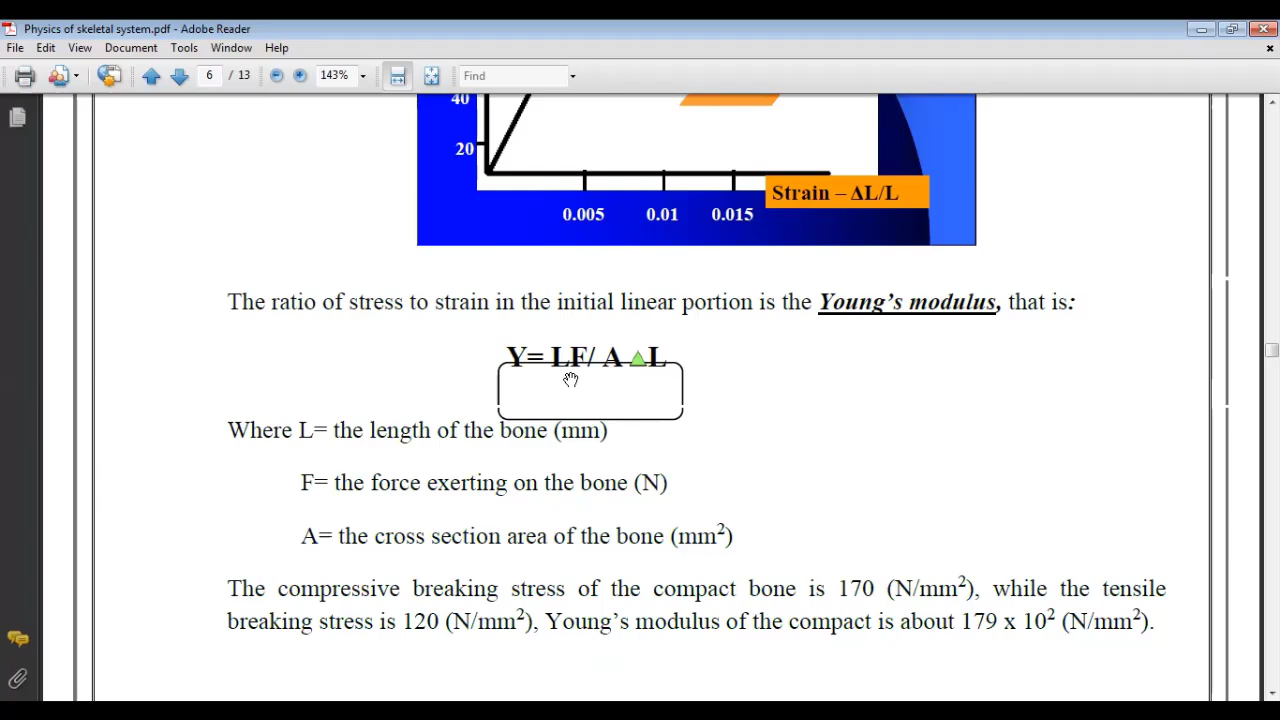 Physics of skeletal system.pdf - Adobe Reader
File Edit View Document Tools Window Help
6 / 13 143% Find
40
20
Strain – ΔL/L
0.005 0.01 0.015
The ratio of stress to strain in the initial linear portion is the Young's modulus, that is:
Y= LF/ A ▲L
Where L= the length of the bone (mm)
F= the force exerting on the bone (N)
A= the cross section area of the bone (mm²)
The compressive breaking stress of the compact bone is 170 (N/mm²), while the tensile
breaking stress is 120 (N/mm²), Young's modulus of the compact is about 179 x 10² (N/mm²).